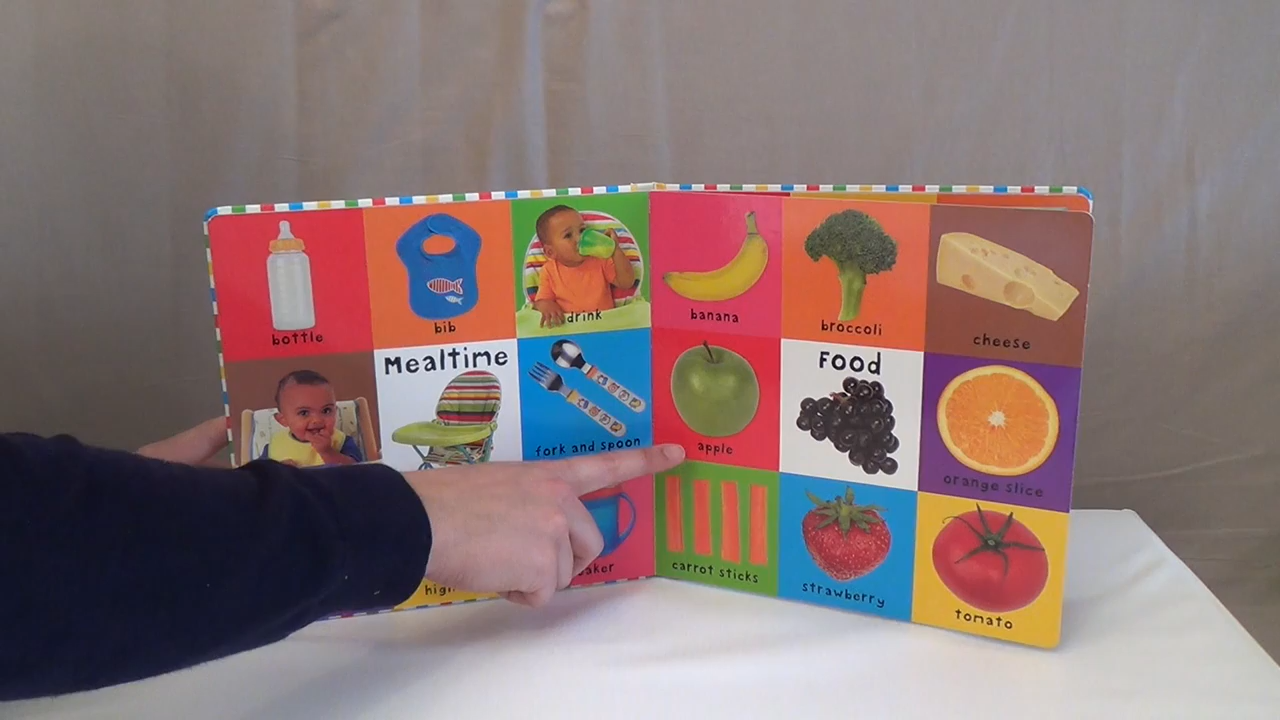 bottle
bib
drink
Mealtime
fork and spoon
banana
broccoli
cheese
apple
Food
orange slice
carrot sticks
strawberry
tomato